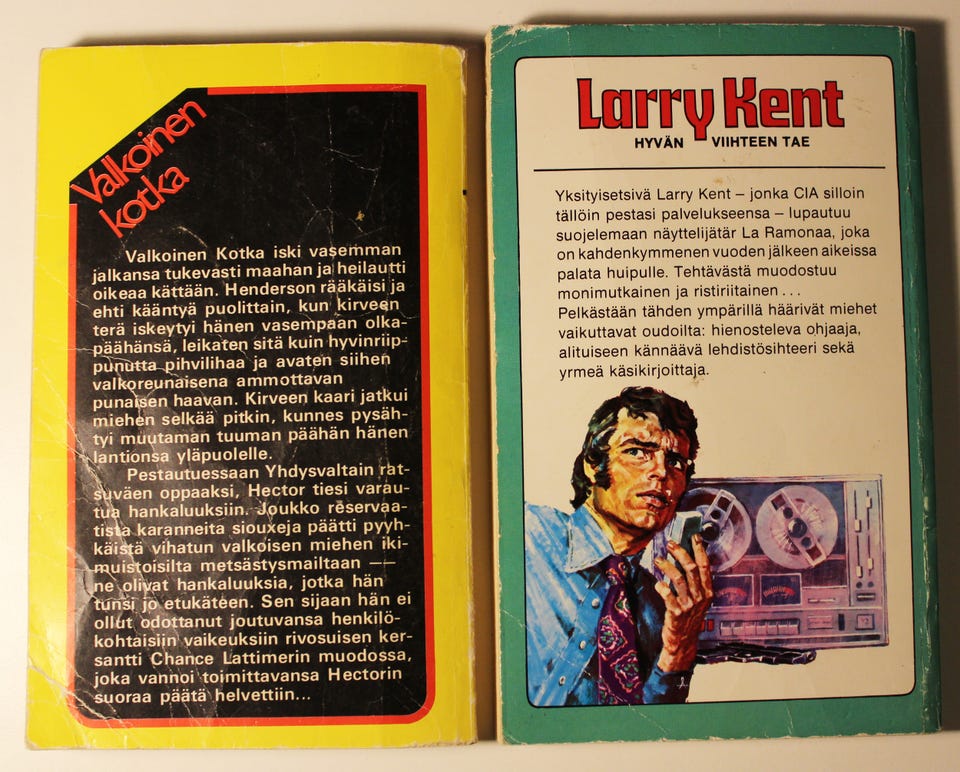 Valkoinen
kotka
Valkoinen Kotka iski vasemman
jalkansa tukevasti maahan ja heilautti
oikeaa kättään. Henderson rääkäisi ja
ehti kääntyä puolittain, kun kirveen
terä iskeytyi hänen vasempaan olka-
päähänsä, leikaten sitä kuin hyvinriip-
punutta pihvilihaa ja avaten siihen
valkoreunaisena ammottavan
punaisen haavan. Kirveen kaari jatkui
miehen selkää pitkin, kunnes pysäh-
tyi muutaman tuuman päähän hänen
lantionsa yläpuolelle.
Pestautuessaan Yhdysvaltain rat-
suväen oppaaksi, Hector tiesi varau-
tua hankaluuksiin. Joukko reservaa-
tista karanneita siouxeja päätti pyyh-
käistä vihatun valkoisen miehen iki-
muistoisilta metsästysmailtaan ——
ne olivat hankaluuksia, jotka hän
tunsi jo etukäteen. Sen sijaan hän ei
ollut odottanut joutuvansa henkilö-
kohtaisiin vaikeuksiin rivosuisen ker-
santti Chance Lattimerin muodossa,
joka vannoi toimittavansa Hectorin
suoraa päätä helvettiin...
Larry Kent
HYVÄN VIIHTEEN TAE
Yksityisetsivä Larry Kent – jonka CIA silloin
tällöin pestasi palvelukseensa – lupautuu
suojelemaan näyttelijätär La Ramonaa, joka
on kahdenkymmenen vuoden jälkeen aikeissa
palata huipulle. Tehtävästä muodostuu
monimutkainen ja ristiriitainen ...
Pelkästään tähden ympärillä häärivät miehet
vaikuttavat oudoilta: hienosteleva ohjaaja,
alituiseen kännäävä lehdistösihteeri sekä
yrmeä käsikirjoittaja.